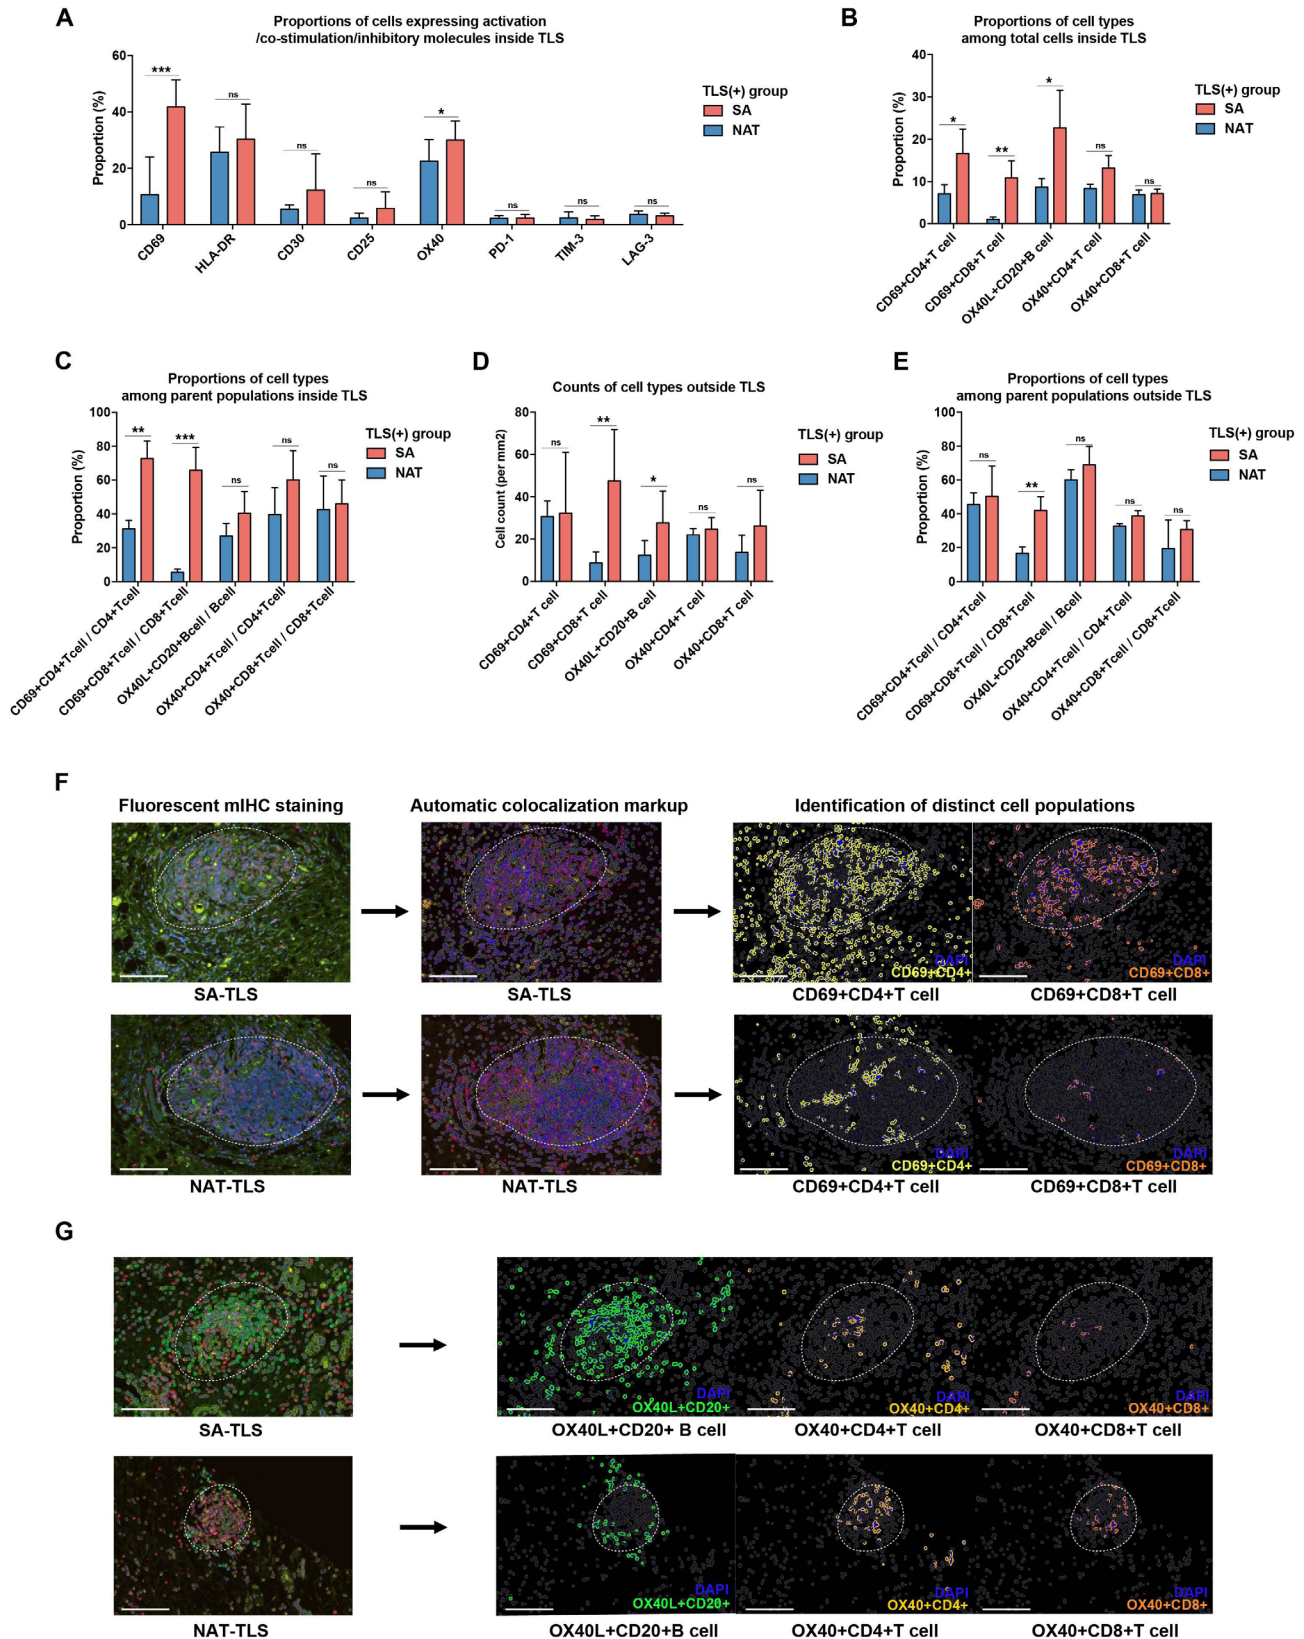 A
Proportions of cells expressing activation
/co-stimulation/inhibitory molecules inside TLS
Proportion (%)
60
40
20
0
***
ns
ns
ns
*
ns
ns
ns
CD69
HLA-DR
CD30
CD25
OX40
PD-1
TIM-3
LAG-3
TLS(+) group
SA
NAT
B
Proportions of cell types
among total cells inside TLS
Proportion (%)
40
30
20
10
0
*
**
*
ns
ns
CD69+CD4+T cell
CD69+CD8+T cell
OX40L+CD20+B cell
OX40+CD4+T cell
OX40+CD8+T cell
TLS(+) group
SA
NAT
C
Proportions of cell types
among parent populations inside TLS
Proportion (%)
100
80
60
40
20
0
**
***
ns
ns
ns
CD69+CD4+Tcell / CD4+Tcell
CD69+CD8+Tcell / CD8+Tcell
OX40L+CD20+Bcell / Bcell
OX40+CD4+Tcell / CD4+Tcell
OX40+CD8+Tcell / CD8+Tcell
TLS(+) group
SA
NAT
D
Counts of cell types outside TLS
Cell count (per mm2)
80
60
40
20
0
ns
**
*
ns
ns
CD69+CD4+T cell
CD69+CD8+T cell
OX40L+CD20+B cell
OX40+CD4+T cell
OX40+CD8+T cell
TLS(+) group
SA
NAT
E
Proportions of cell types
among parent populations outside TLS
Proportion (%)
100
80
60
40
20
0
ns
**
ns
ns
ns
CD69+CD4+Tcell / CD4+Tcell
CD69+CD8+Tcell / CD8+Tcell
OX40L+CD20+Bcell / Bcell
OX40+CD4+Tcell / CD4+Tcell
OX40+CD8+Tcell / CD8+Tcell
TLS(+) group
SA
NAT
F
Fluorescent mIHC staining
Automatic colocalization markup
Identification of distinct cell populations
DAPI
CD69+CD4+
DAPI
CD69+CD8+
SA-TLS
SA-TLS
CD69+CD4+T cell
CD69+CD8+T cell
DAPI
CD69+CD4+
DAPI
CD69+CD8+
NAT-TLS
NAT-TLS
CD69+CD4+T cell
CD69+CD8+T cell
G
DAPI
OX40L+CD20+
DAPI
OX40+CD4+
DAPI
OX40+CD8+
SA-TLS
OX40L+CD20+ B cell
OX40+CD4+T cell
OX40+CD8+T cell
DAPI
OX40L+CD20+
DAPI
OX40+CD4+
DAPI
OX40+CD8+
NAT-TLS
OX40L+CD20+B cell
OX40+CD4+T cell
OX40+CD8+T cell